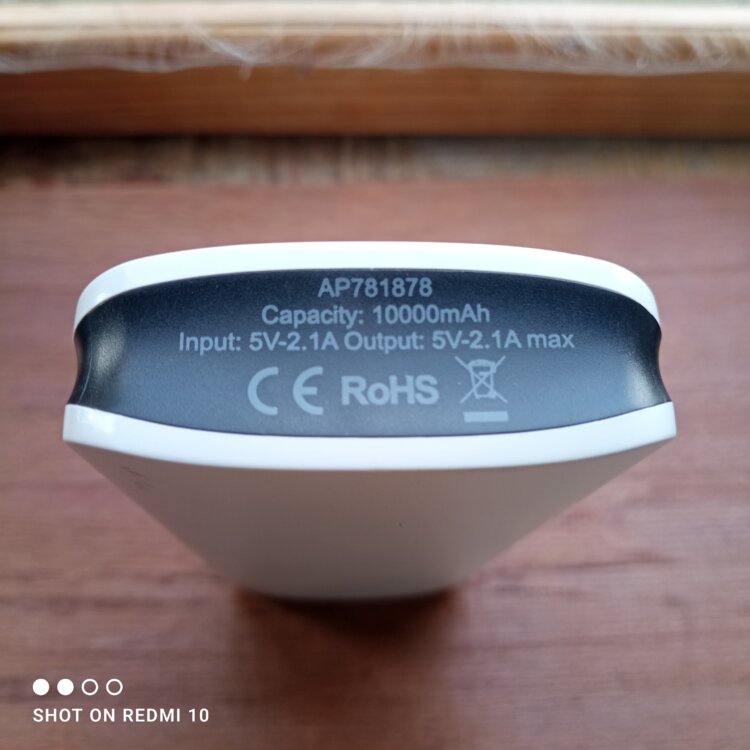 AP781878
Capacity: 10000mAh
Input: 5V-2.1A Output: 5V-2.1A max
CE RoHS
SHOT ON REDMI 10